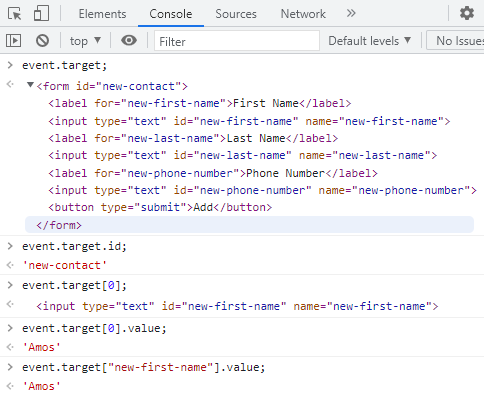 Elements Console Sources Network »
top ▼ Filter Default levels ▼ No Issues
> event.target;
▼<form id="new-contact">
<label for="new-first-name">First Name</label>
<input type="text" id="new-first-name" name="new-first-name">
<label for="new-last-name">Last Name</label>
<input type="text" id="new-last-name" name="new-last-name">
<label for="new-phone-number">Phone Number</label>
<input type="text" id="new-phone-number" name="new-phone-number">
<button type="submit">Add</button>
</form>
> event.target.id;
'new-contact'
> event.target[0];
<input type="text" id="new-first-name" name="new-first-name">
> event.target[0].value;
'Amos'
> event.target["new-first-name"].value;
'Amos'